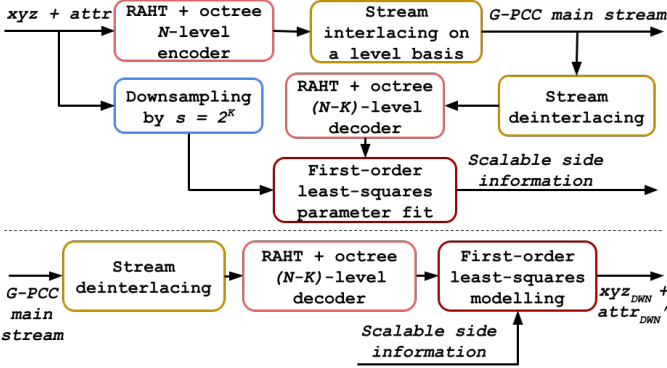 xyz + attr
RAHT + octree
N-level
encoder
Stream
interlacing on
a level basis
G-PCC main stream
Downsampling
by s = 2^K
RAHT + octree
(N-K)-level
decoder
Stream
deinterlacing
First-order
least-squares
parameter fit
Scalable side
information
G-PCC
main
stream
Stream
deinterlacing
RAHT + octree
(N-K)-level
decoder
First-order
least-squares
modelling
xyz_DWN +
attr_DWN'
Scalable side
information